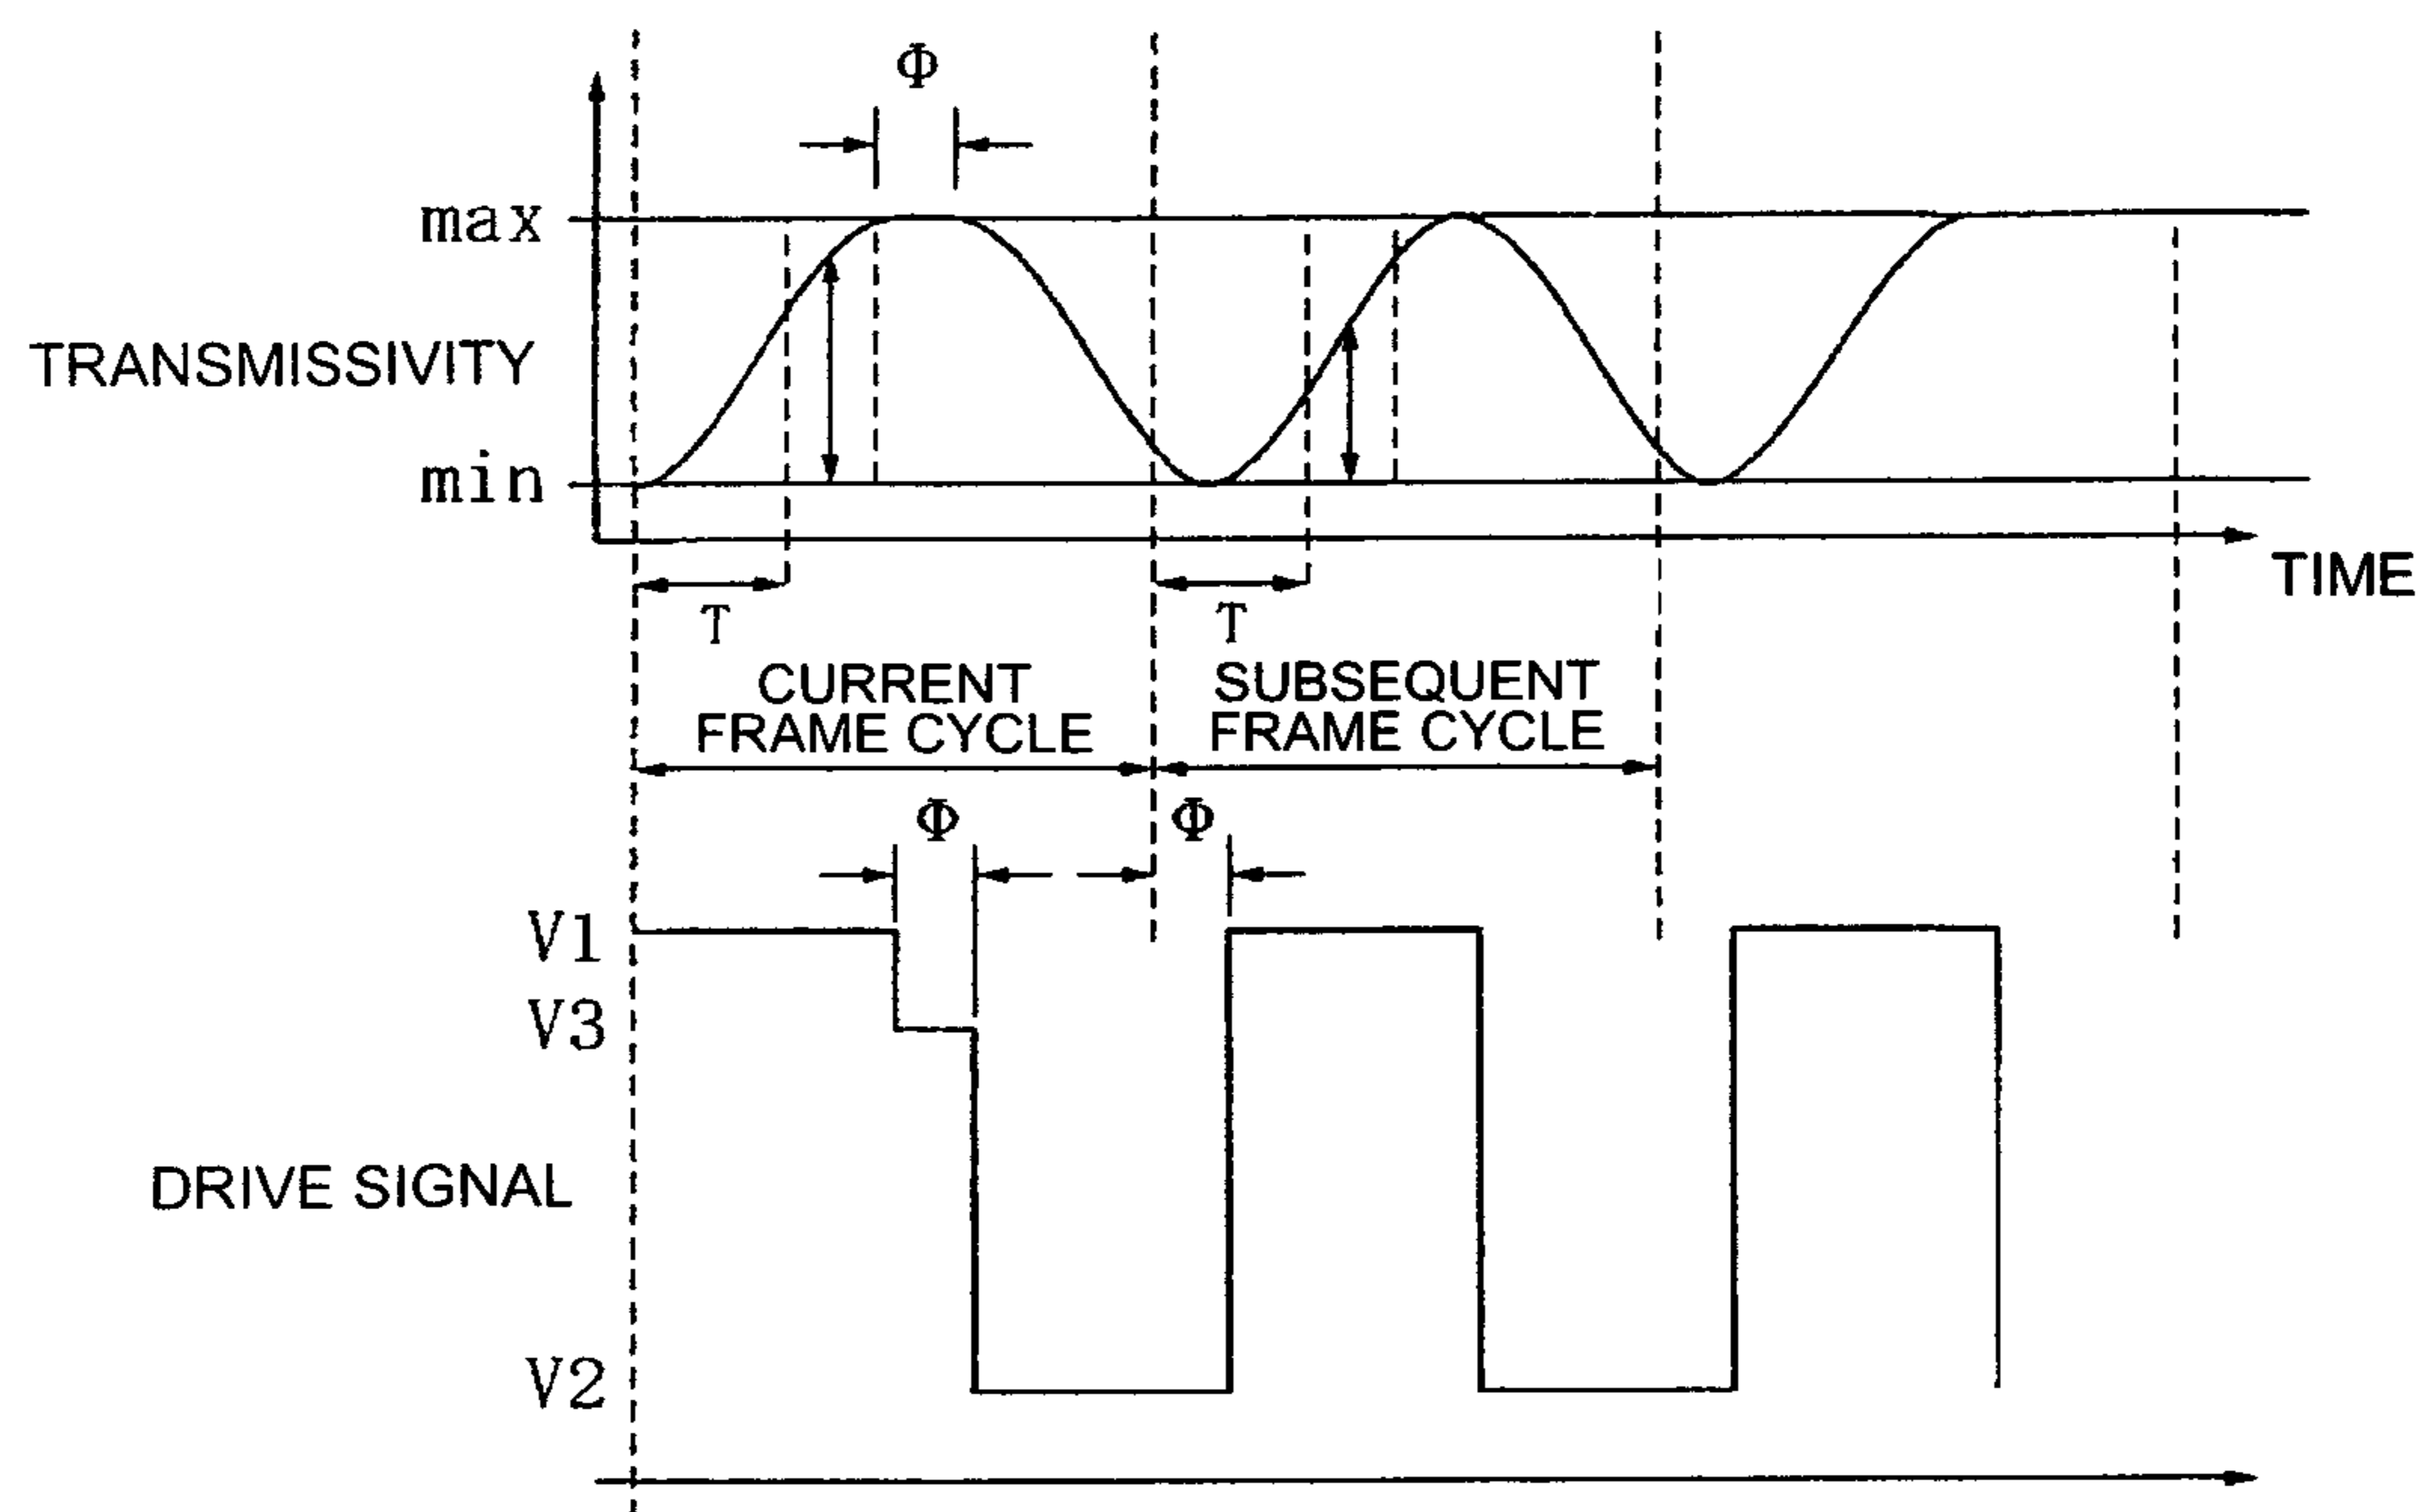 Φ
max
TRANSMISSIVITY
min
TIME
T
T
CURRENT
FRAME CYCLE
SUBSEQUENT
FRAME CYCLE
Φ
Φ
V1
V3
DRIVE SIGNAL
V2